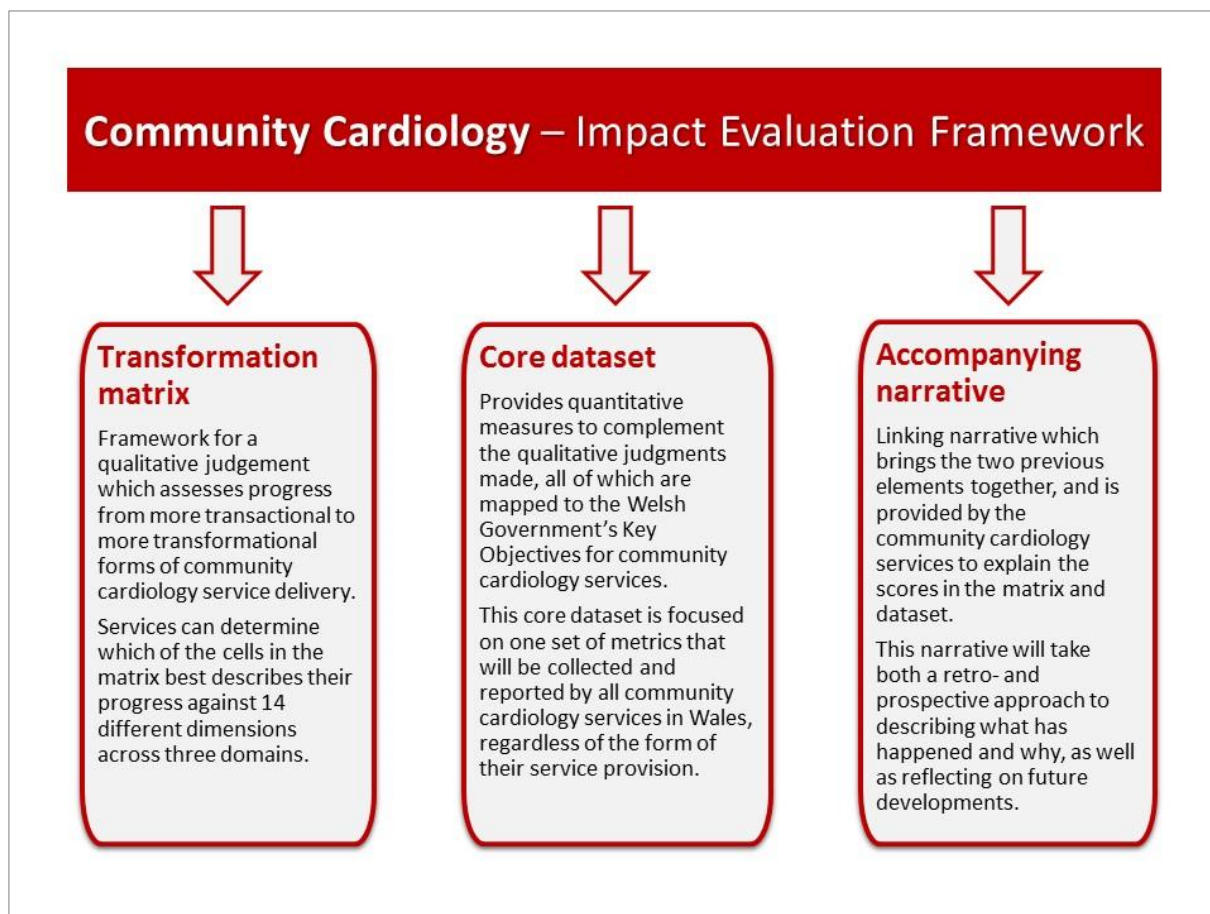 Community Cardiology – Impact Evaluation Framework
Transformation
matrix
Framework for a
qualitative judgement
which assesses progress
from more transactional to
more transformational
forms of community
cardiology service delivery.
Services can determine
which of the cells in the
matrix best describes their
progress against 14
different dimensions
across three domains.
Core dataset
Provides quantitative
measures to complement
the qualitative judgments
made, all of which are
mapped to the Welsh
Government’s Key
Objectives for community
cardiology services.
This core dataset is focused
on one set of metrics that
will be collected and
reported by all community
cardiology services in Wales,
regardless of the form of
their service provision.
Accompanying
narrative
Linking narrative which
brings the two previous
elements together, and is
provided by the
community cardiology
services to explain the
scores in the matrix and
dataset.
This narrative will take
both a retro- and
prospective approach to
describing what has
happened and why, as well
as reflecting on future
developments.